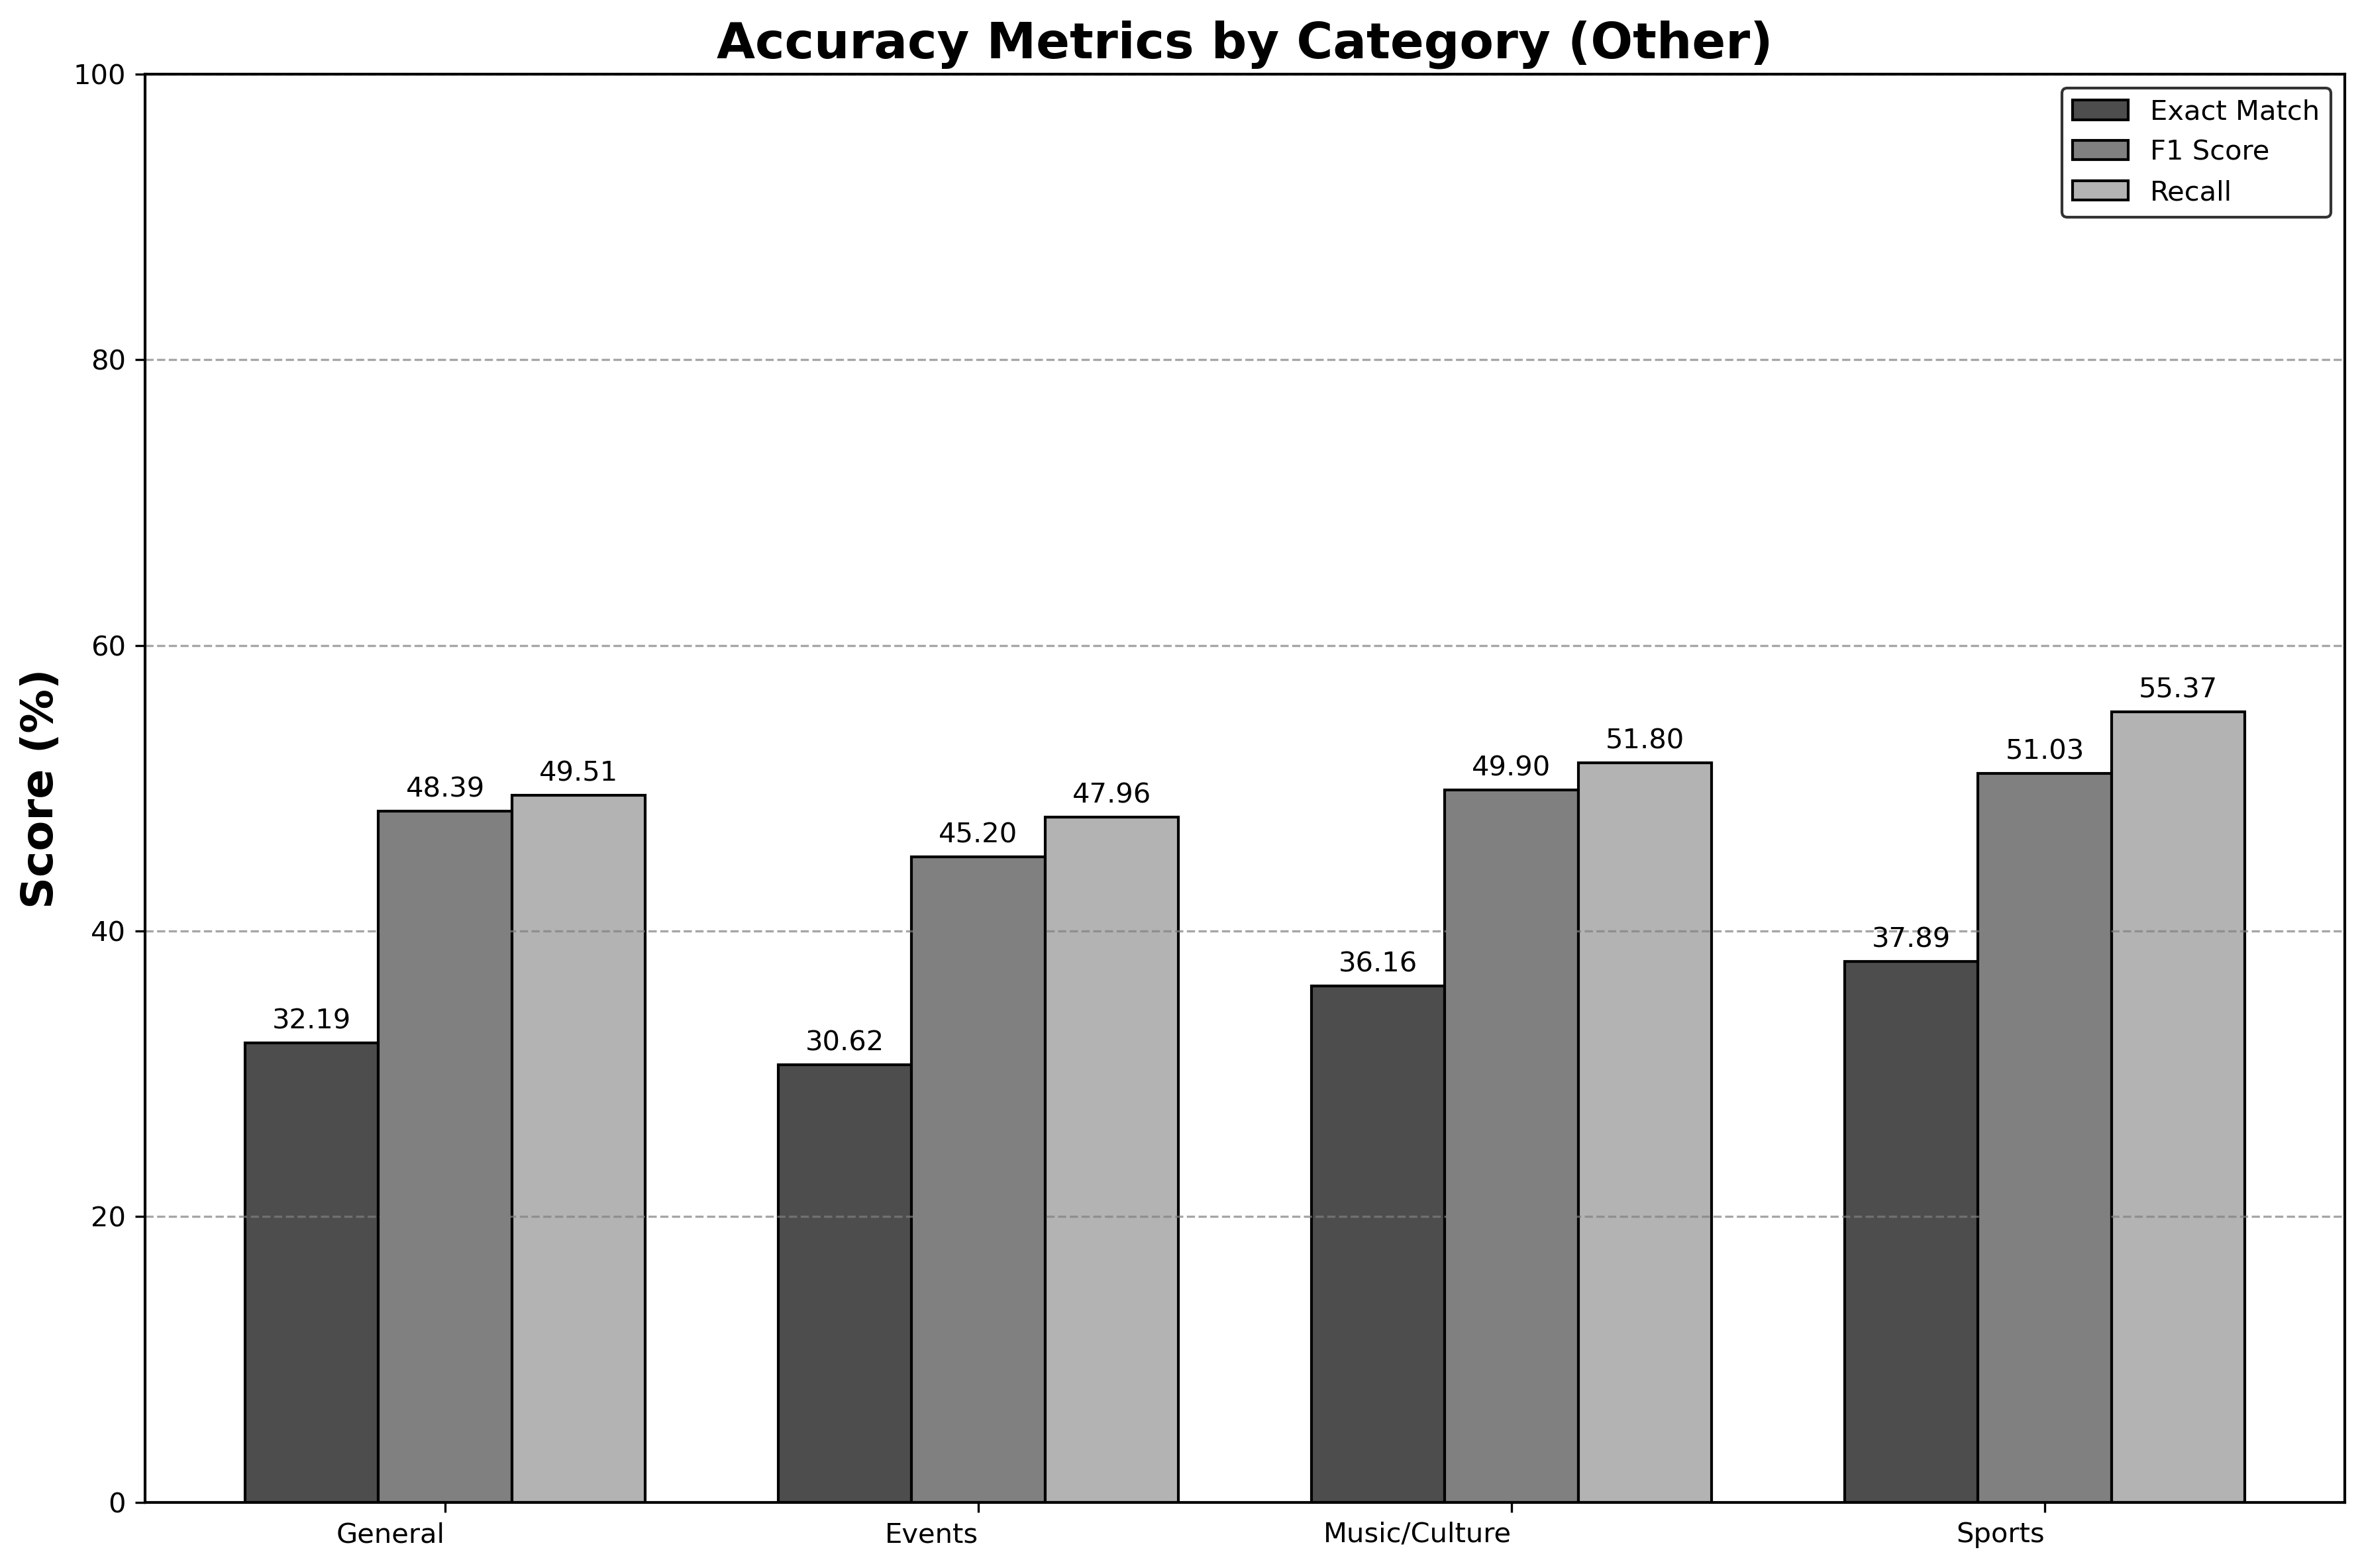 Accuracy Metrics by Category (Other)
Exact Match
F1 Score
Recall
Score (%)
100
80
60
40
20
0
32.19
48.39
49.51
30.62
45.20
47.96
36.16
49.90
51.80
37.89
51.03
55.37
General
Events
Music/Culture
Sports